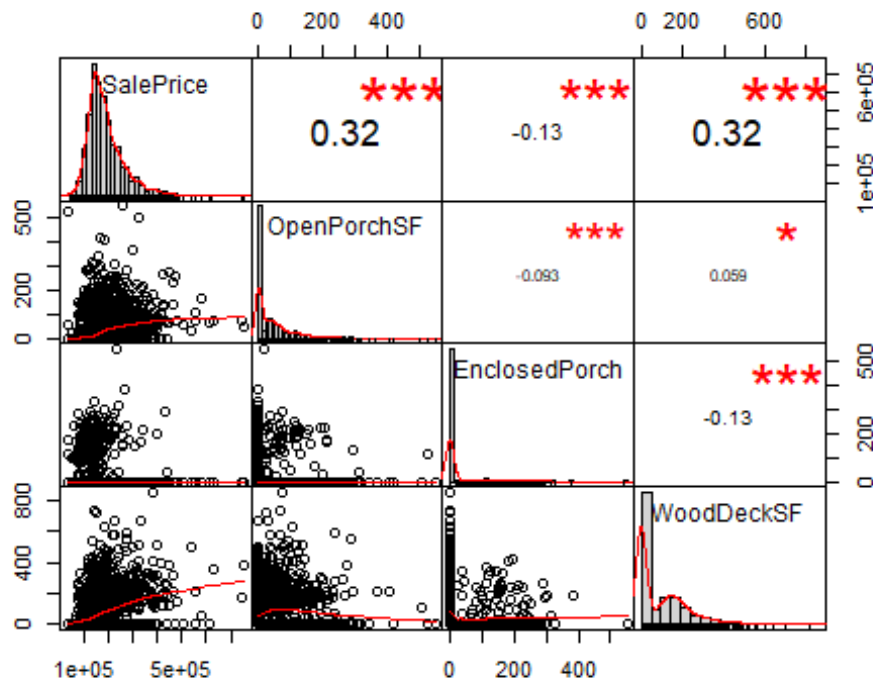 0 400
0 200 600
SalePrice
***
0.32
***
-0.13
***
0.32
1e+05 6e+05
0 200 500
OpenPorchSF
***
-0.093
*
0.059
EnclosedPorch
***
-0.13
0 200 500
0 400 800
WoodDeckSF
1e+05 5e+05
0 200 400